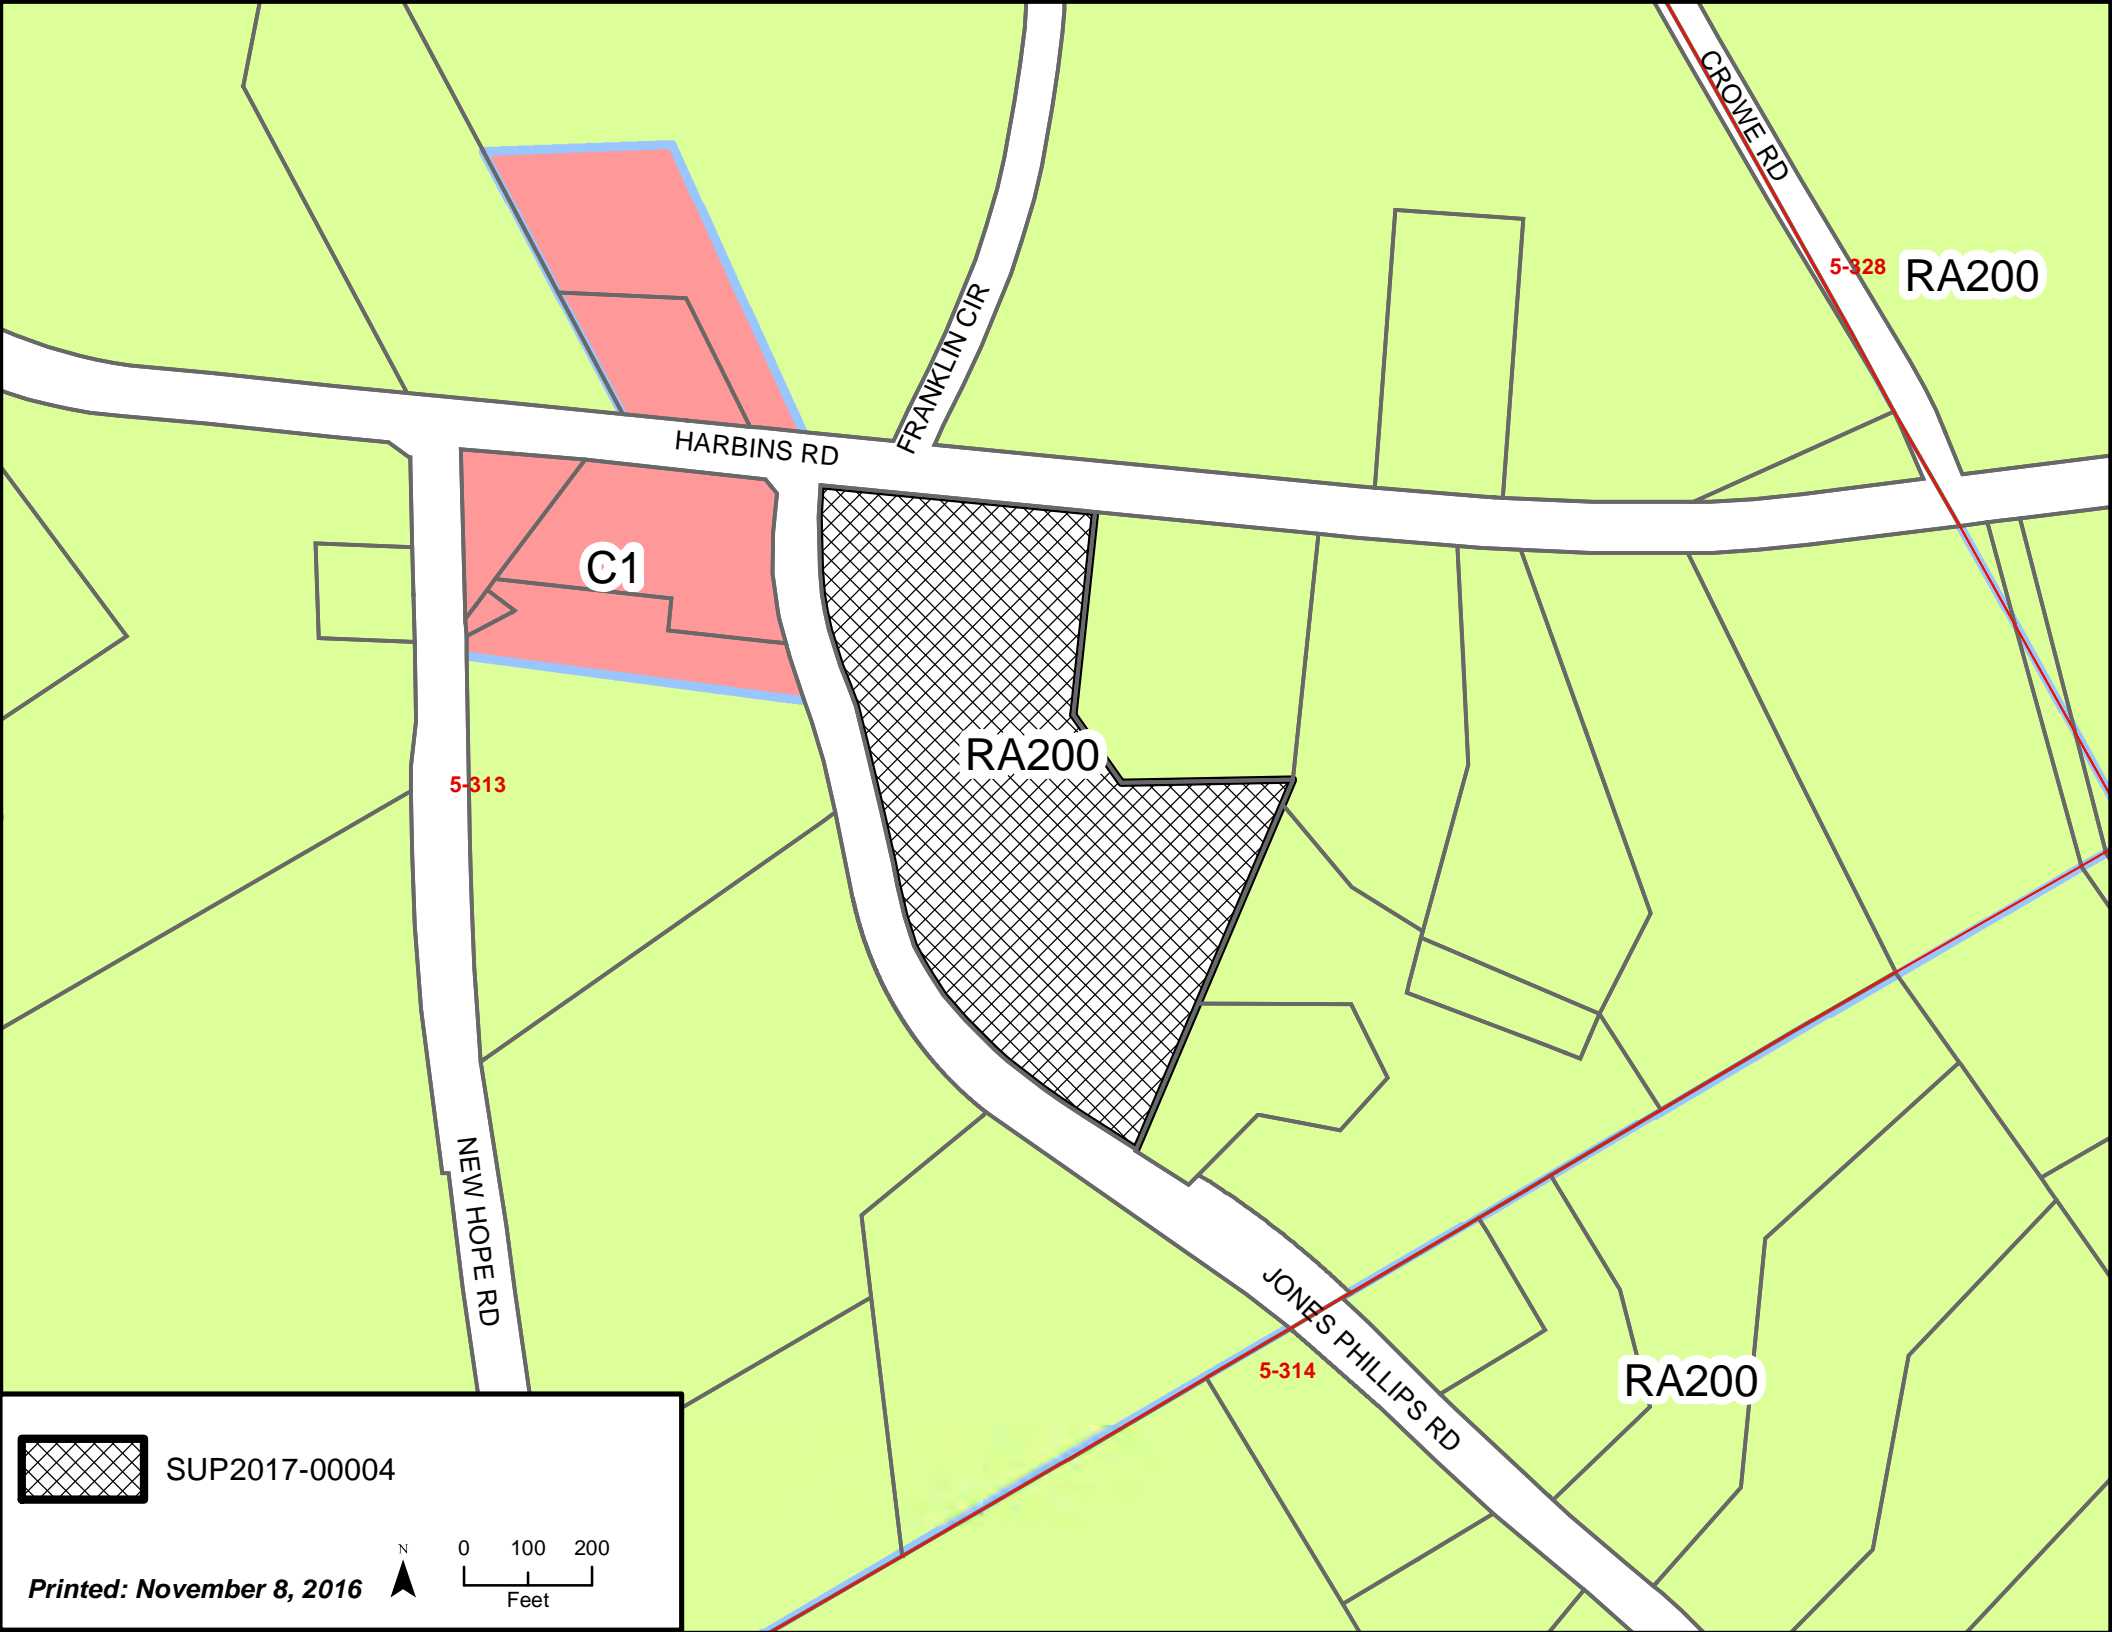 CROWE RD
5-328
RA200
FRANKLIN CIR
HARBINS RD
C1
RA200
5-313
NEW HOPE RD
JONES PHILLIPS RD
5-314
RA200
SUP2017-00004
N
0 100 200
Feet
Printed: November 8, 2016